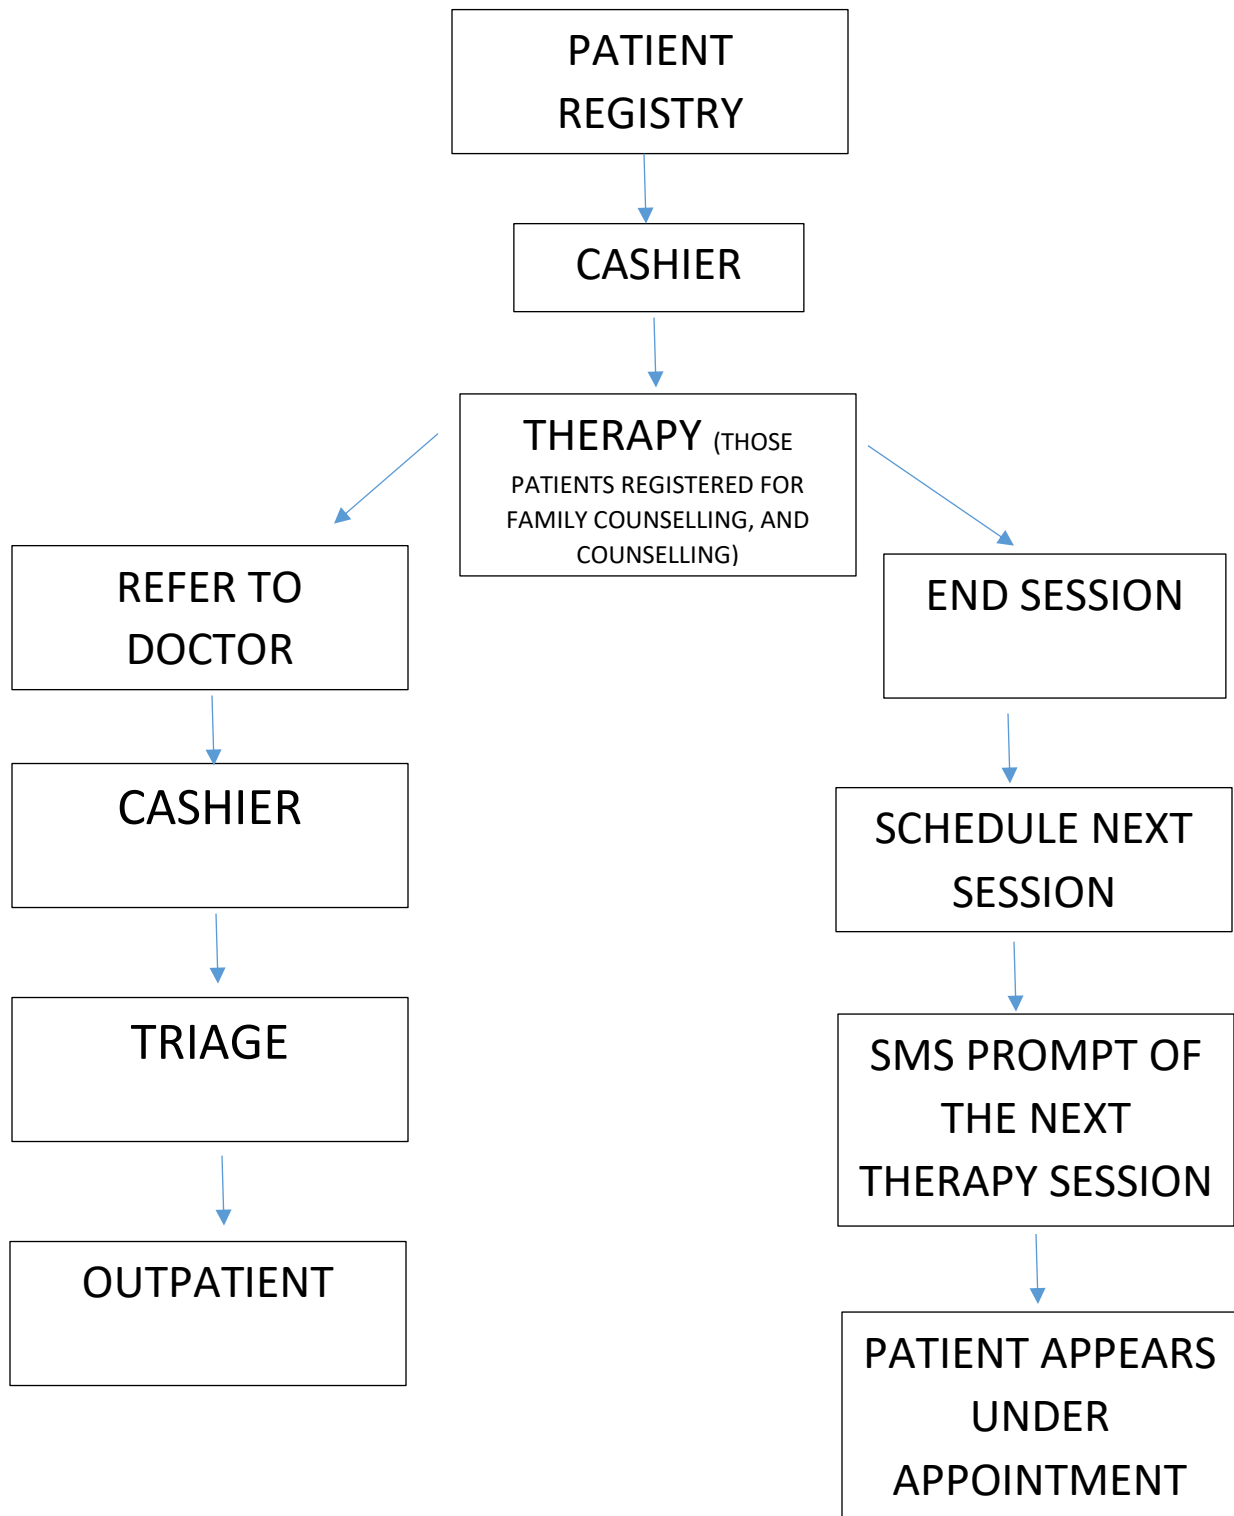 PATIENT
REGISTRY
CASHIER
THERAPY (THOSE
PATIENTS REGISTERED FOR
FAMILY COUNSELLING, AND
COUNSELLING)
REFER TO
DOCTOR
CASHIER
TRIAGE
OUTPATIENT
END SESSION
SCHEDULE NEXT
SESSION
SMS PROMPT OF
THE NEXT
THERAPY SESSION
PATIENT APPEARS
UNDER
APPOINTMENT